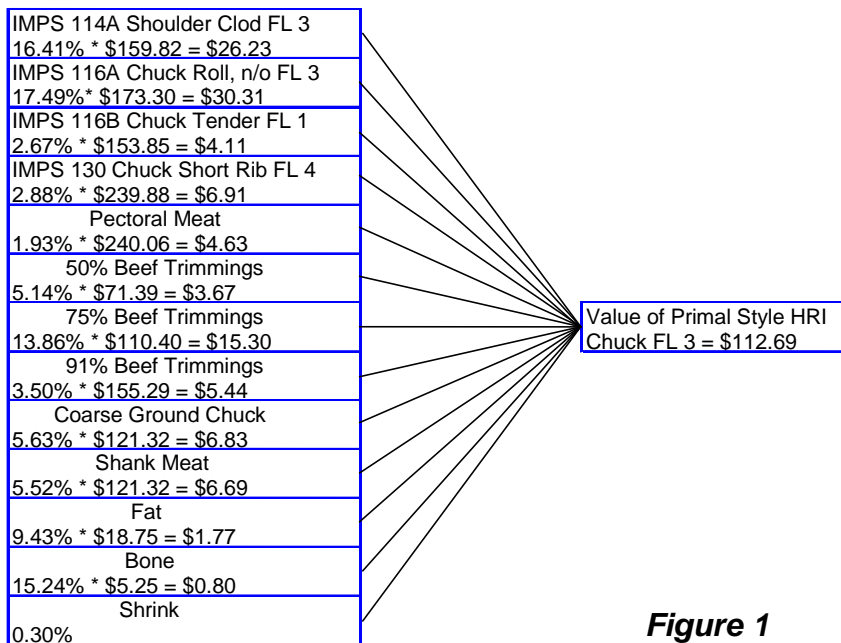 IMPS 114A Shoulder Clod FL 3
16.41% * $159.82 = $26.23
IMPS 116A Chuck Roll, n/o FL 3
17.49%* $173.30 = $30.31
IMPS 116B Chuck Tender FL 1
2.67% * $153.85 = $4.11
IMPS 130 Chuck Short Rib FL 4
2.88% * $239.88 = $6.91
Pectoral Meat
1.93% * $240.06 = $4.63
50% Beef Trimmings
5.14% * $71.39 = $3.67
75% Beef Trimmings
13.86% * $110.40 = $15.30
91% Beef Trimmings
3.50% * $155.29 = $5.44
Coarse Ground Chuck
5.63% * $121.32 = $6.83
Shank Meat
5.52% * $121.32 = $6.69
Fat
9.43% * $18.75 = $1.77
Bone
15.24% * $5.25 = $0.80
Shrink
0.30%
Value of Primal Style HRI
Chuck FL 3 = $112.69
Figure 1